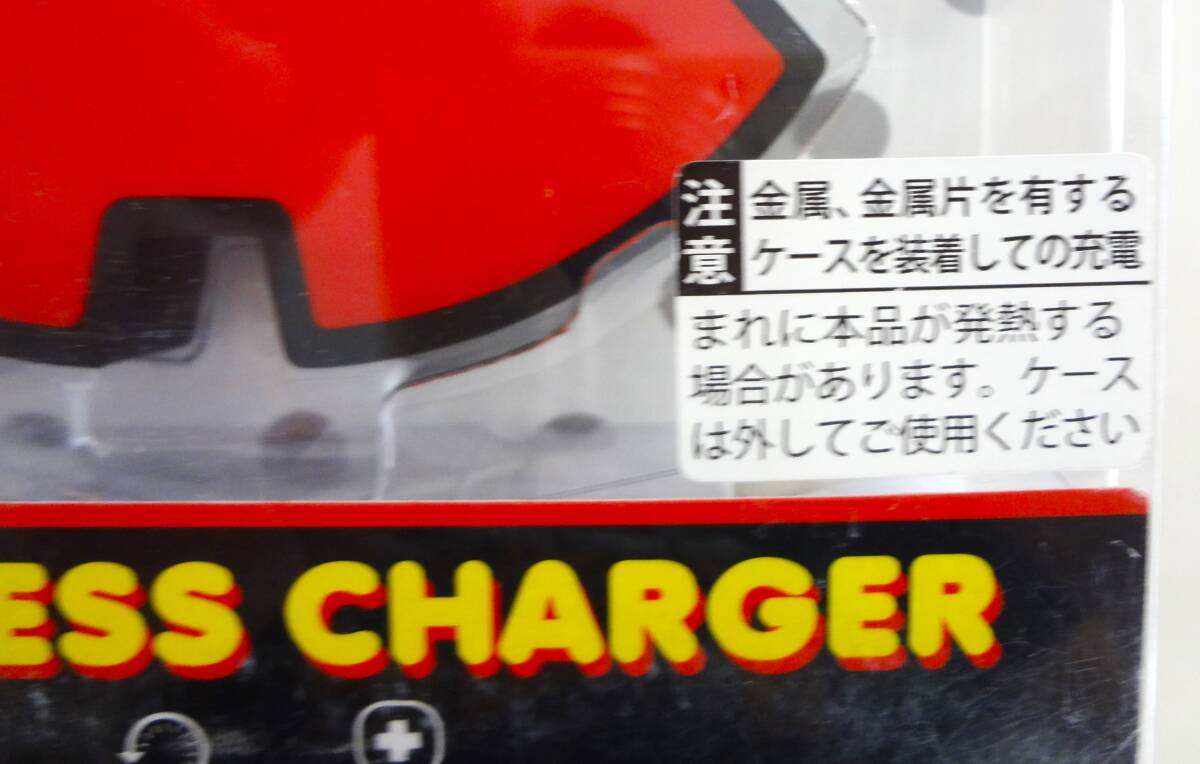 注意
金属、金属片を有する
ケースを装着しての充電
まれに本品が発熱する
場合があります。ケース
は外してご使用ください
ESS CHARGER